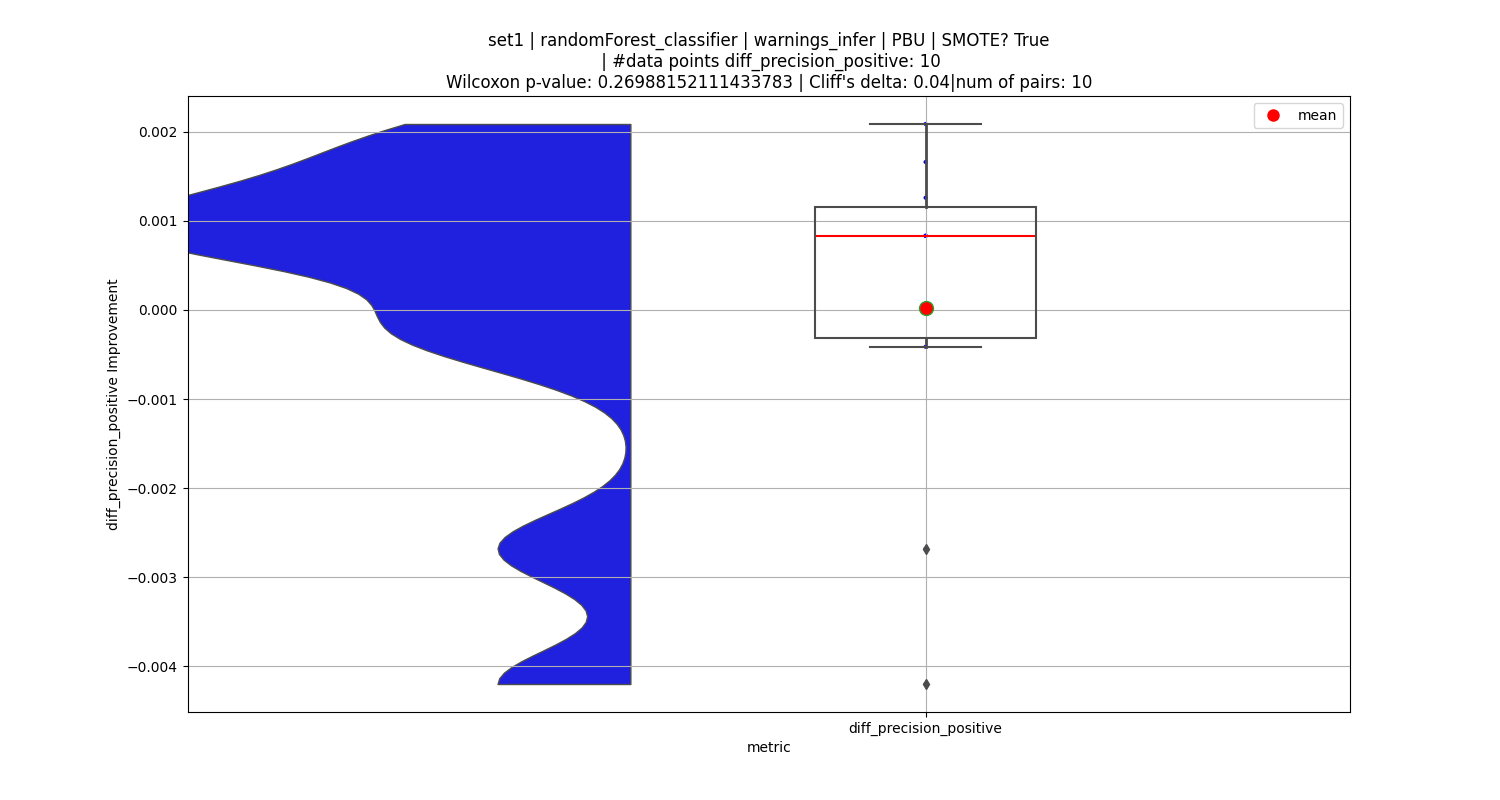 set1 | randomForest_classifier | warnings_infer | PBU | SMOTE? True
| #data points diff_precision_positive: 10
Wilcoxon p-value: 0.26988152111433783 | Cliff's delta: 0.04|num of pairs: 10
mean
0.002
0.001
0.000
−0.001
−0.002
−0.003
−0.004
diff_precision_positive Improvement
diff_precision_positive
metric